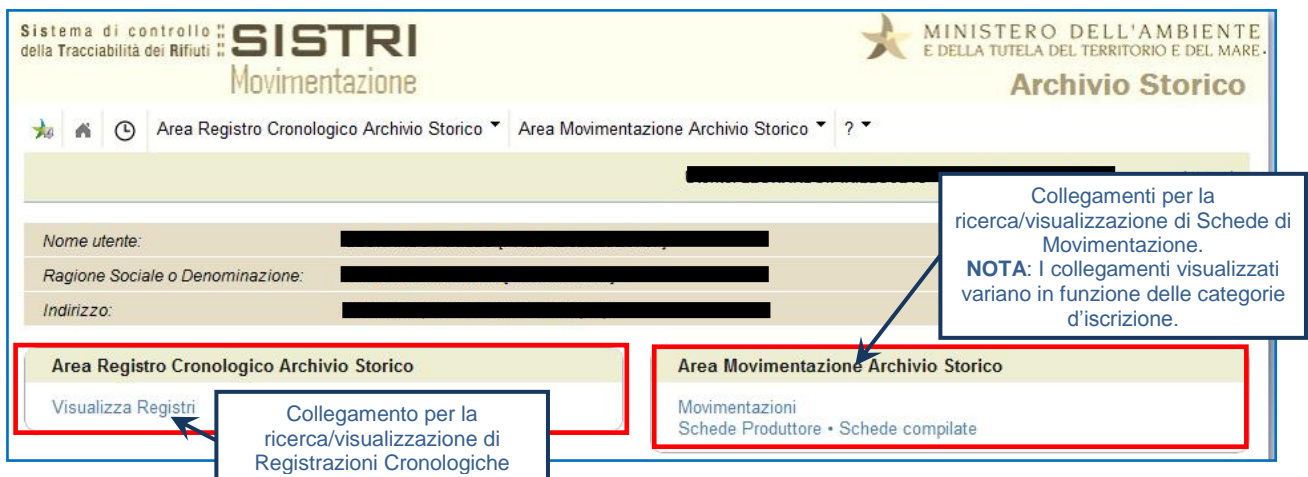 Sistema di controllo
della Tracciabilità dei Rifiuti
SISTRI
Movimentazione
MINISTERO DELL'AMBIENTE
E DELLA TUTELA DEL TERRITORIO E DEL MARE
Archivio Storico
Area Registro Cronologico Archivio Storico
Area Movimentazione Archivio Storico
?
Collegamenti per la
ricerca/visualizzazione di Schede di
Movimentazione.
NOTA: I collegamenti visualizzati
variano in funzione delle categorie
d'iscrizione.
Nome utente:
Ragione Sociale o Denominazione:
Indirizzo:
Area Registro Cronologico Archivio Storico
Visualizza Registri
Collegamento per la
ricerca/visualizzazione di
Registrazioni Cronologiche
Area Movimentazione Archivio Storico
Movimentazioni
Schede Produttore • Schede compilate